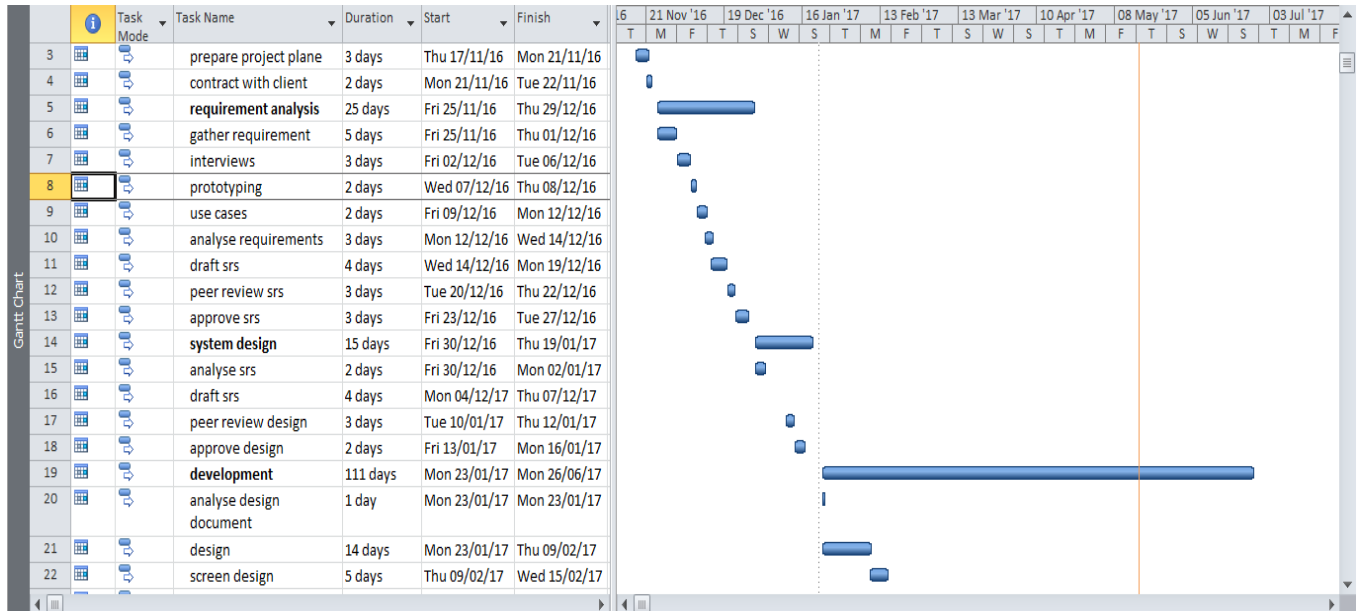 Task Mode Task Name Duration Start Finish .6 21 Nov '16 19 Dec '16 16 Jan '17 13 Feb '17 13 Mar '17 10 Apr '17 08 May '17 05 Jun '17 03 Jul '17
T M F T S W S T M F T S W S T M F T S W S T M F
3 prepare project plane 3 days Thu 17/11/16 Mon 21/11/16
4 contract with client 2 days Mon 21/11/16 Tue 22/11/16
5 requirement analysis 25 days Fri 25/11/16 Thu 29/12/16
6 gather requirement 5 days Fri 25/11/16 Thu 01/12/16
7 interviews 3 days Fri 02/12/16 Tue 06/12/16
8 prototyping 2 days Wed 07/12/16 Thu 08/12/16
9 use cases 2 days Fri 09/12/16 Mon 12/12/16
10 analyse requirements 3 days Mon 12/12/16 Wed 14/12/16
11 draft srs 4 days Wed 14/12/16 Mon 19/12/16
12 peer review srs 3 days Tue 20/12/16 Thu 22/12/16
13 approve srs 3 days Fri 23/12/16 Tue 27/12/16
14 system design 15 days Fri 30/12/16 Thu 19/01/17
15 analyse srs 2 days Fri 30/12/16 Mon 02/01/17
16 draft srs 4 days Mon 04/12/17 Thu 07/12/17
17 peer review design 3 days Tue 10/01/17 Thu 12/01/17
18 approve design 2 days Fri 13/01/17 Mon 16/01/17
19 development 111 days Mon 23/01/17 Mon 26/06/17
20 analyse design document 1 day Mon 23/01/17 Mon 23/01/17
21 design 14 days Mon 23/01/17 Thu 09/02/17
22 screen design 5 days Thu 09/02/17 Wed 15/02/17
Gantt Chart